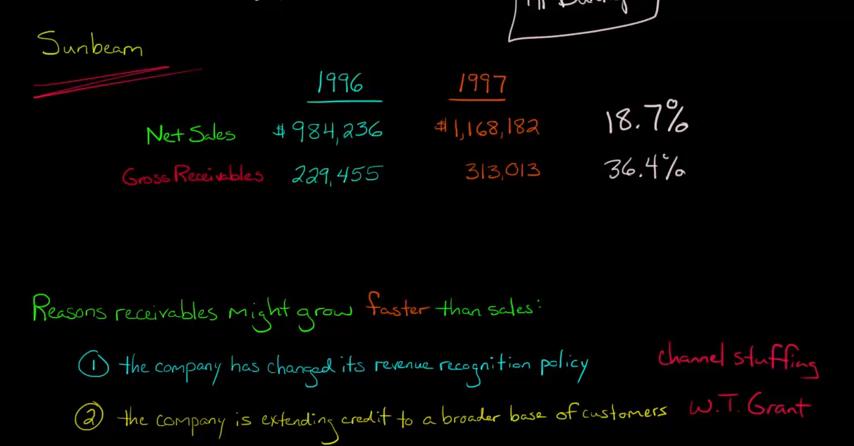 Sunbeam
1996 1997
Net Sales $984,236 $1,168,182 18.7%
Gross Receivables 229,455 313,013 36.4%
Reasons receivables might grow faster than sales:
① the company has changed its revenue recognition policy channel stuffing
② the company is extending credit to a broader base of customers W.T. Grant